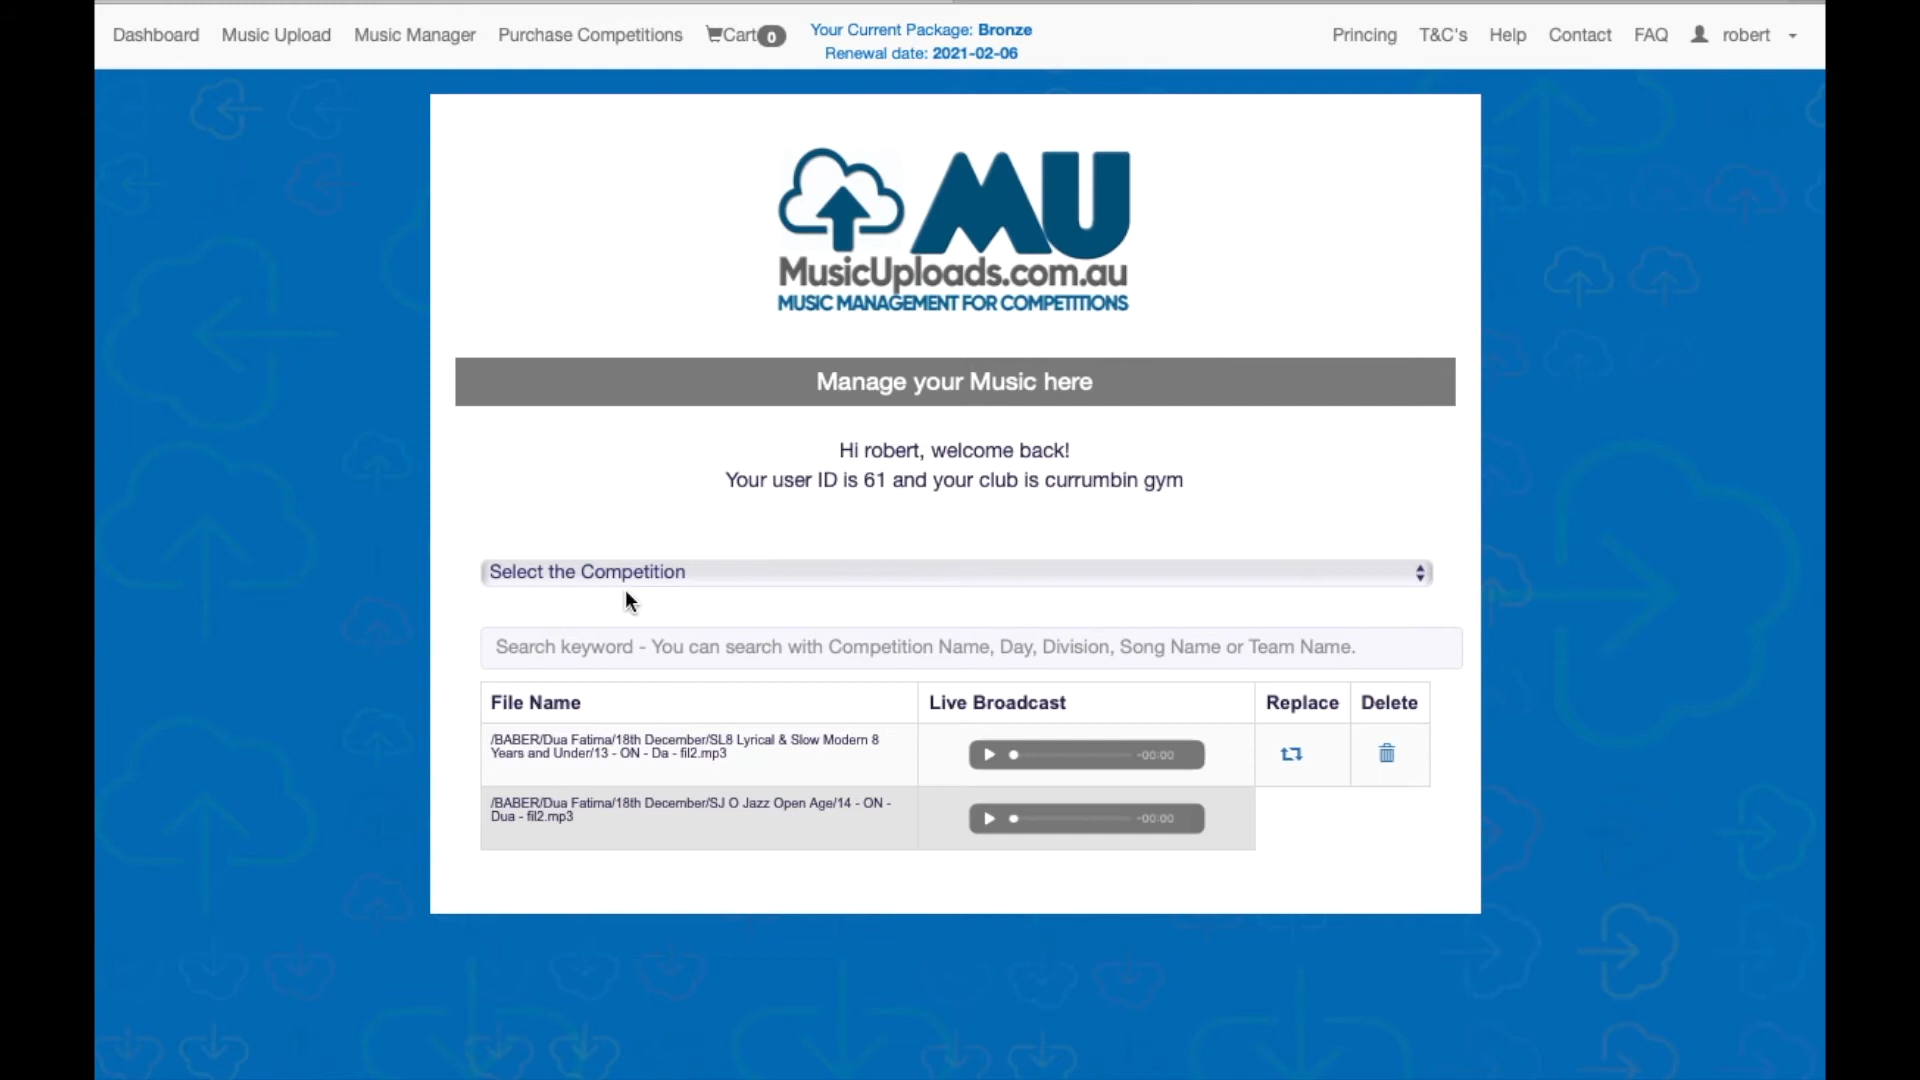 Dashboard Music Upload Music Manager Purchase Competitions Cart 0 Your Current Package: Bronze Princing T&C's Help Contact FAQ robert
Renewal date: 2021-02-06
MU
MusicUploads.com.au
MUSIC MANAGEMENT FOR COMPETITIONS
Manage your Music here
Hi robert, welcome back!
Your user ID is 61 and your club is currumbin gym
Select the Competition
Search keyword - You can search with Competition Name, Day, Division, Song Name or Team Name.
File Name Live Broadcast Replace Delete
/BABER/Dua Fatima/18th December/SL8 Lyrical & Slow Modern 8
Years and Under/13 - ON - Da - fil2.mp3
-00:00
/BABER/Dua Fatima/18th December/SJ O Jazz Open Age/14 - ON -
Dua - fil2.mp3
-00:00